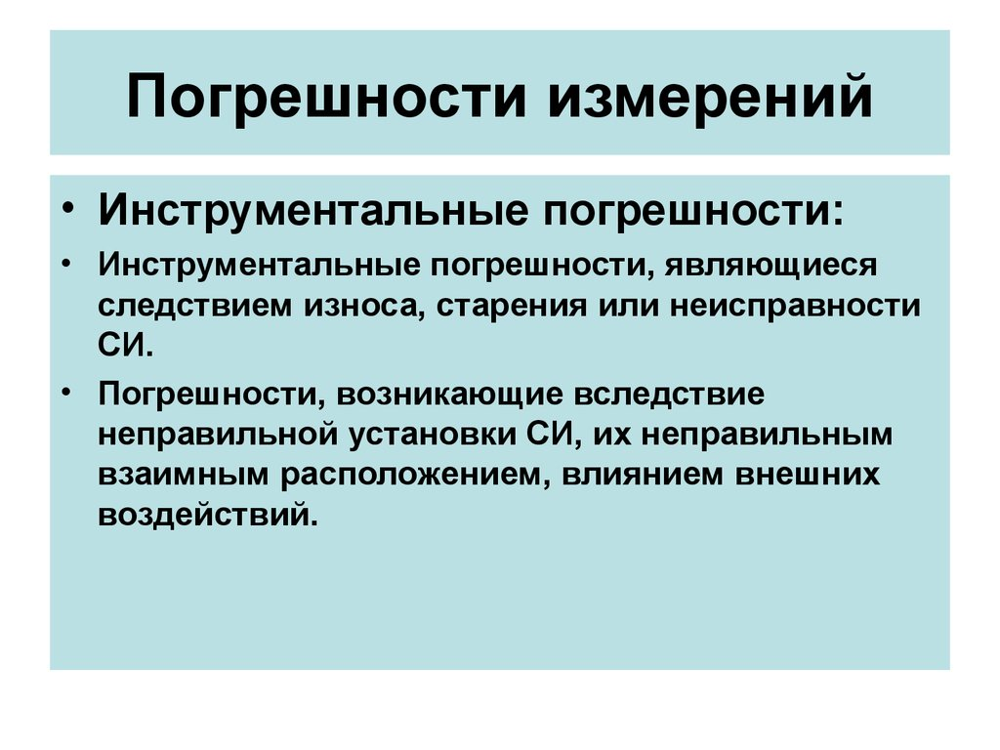 Погрешности измерений
• Инструментальные погрешности:
• Инструментальные погрешности, являющиеся
следствием износа, старения или неисправности
СИ.
• Погрешности, возникающие вследствие
неправильной установки СИ, их неправильным
взаимным расположением, влиянием внешних
воздействий.